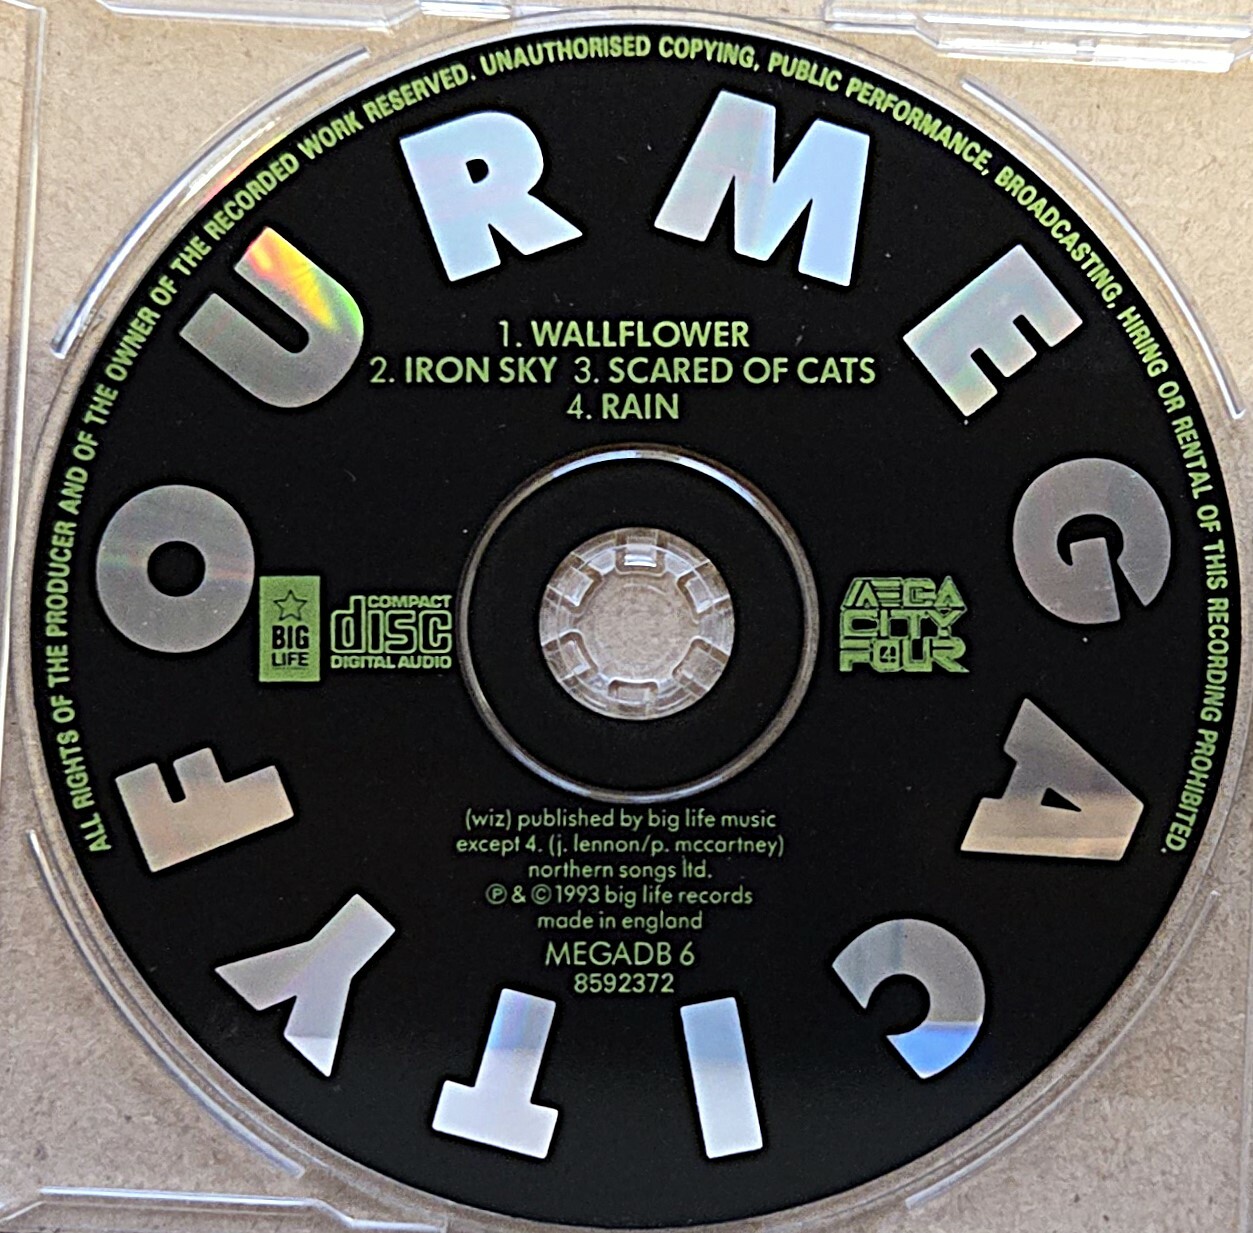 ALL RIGHTS OF THE PRODUCER AND OF THE OWNER OF THE RECORDED WORK RESERVED. UNAUTHORISED COPYING, PUBLIC PERFORMANCE, BROADCASTING, HIRING OR RENTAL OF THIS RECORDING PROHIBITED.
MEGA CITY FOUR
1. WALLFLOWER
2. IRON SKY 3. SCARED OF CATS
4. RAIN
BIG
LIFE
COMPACT
disc
DIGITAL AUDIO
MEGA
CITY
FOUR
(wiz) published by big life music
except 4. (j. lennon/p. mccartney)
northern songs ltd.
℗ & © 1993 big life records
made in england
MEGADB 6
8592372